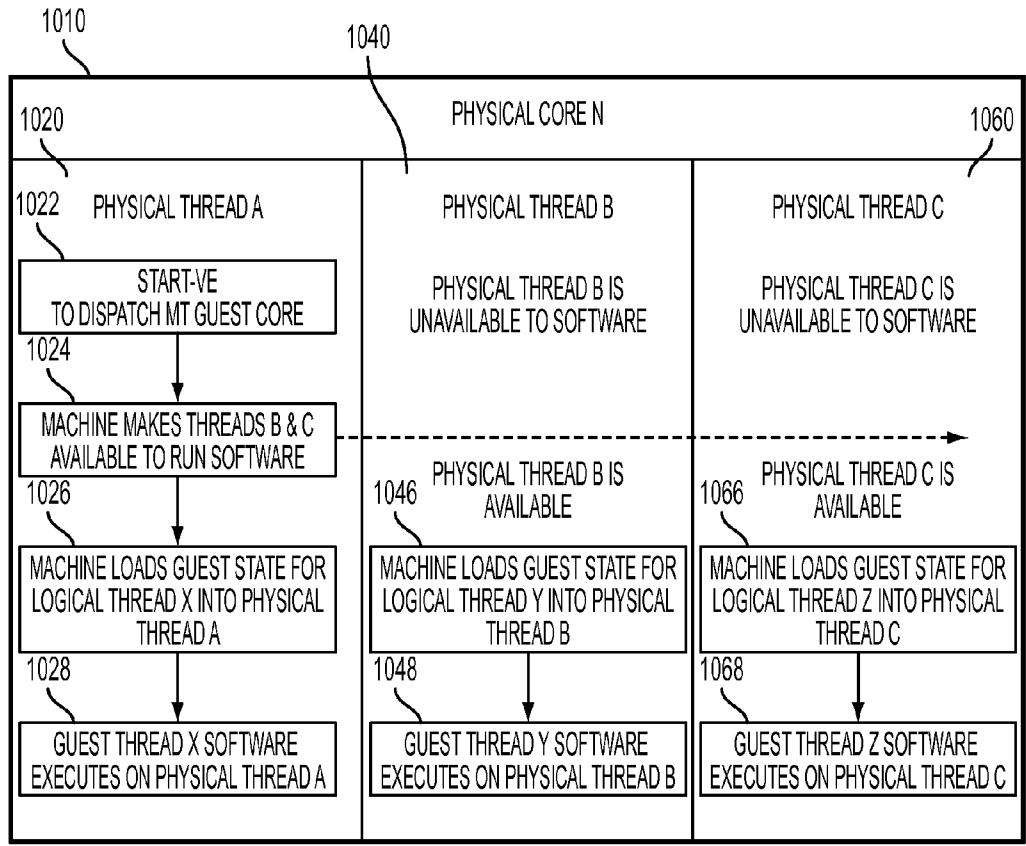 1010
1040
PHYSICAL CORE N
1020
1060
PHYSICAL THREAD A
PHYSICAL THREAD B
PHYSICAL THREAD C
1022
START-VE
TO DISPATCH MT GUEST CORE
PHYSICAL THREAD B IS
UNAVAILABLE TO SOFTWARE
PHYSICAL THREAD C IS
UNAVAILABLE TO SOFTWARE
1024
MACHINE MAKES THREADS B & C
AVAILABLE TO RUN SOFTWARE
PHYSICAL THREAD B IS
AVAILABLE
PHYSICAL THREAD C IS
AVAILABLE
1026
MACHINE LOADS GUEST STATE FOR
LOGICAL THREAD X INTO PHYSICAL
THREAD A
1046
MACHINE LOADS GUEST STATE FOR
LOGICAL THREAD Y INTO PHYSICAL
THREAD B
1066
MACHINE LOADS GUEST STATE FOR
LOGICAL THREAD Z INTO PHYSICAL
THREAD C
1028
GUEST THREAD X SOFTWARE
EXECUTES ON PHYSICAL THREAD A
1048
GUEST THREAD Y SOFTWARE
EXECUTES ON PHYSICAL THREAD B
1068
GUEST THREAD Z SOFTWARE
EXECUTES ON PHYSICAL THREAD C